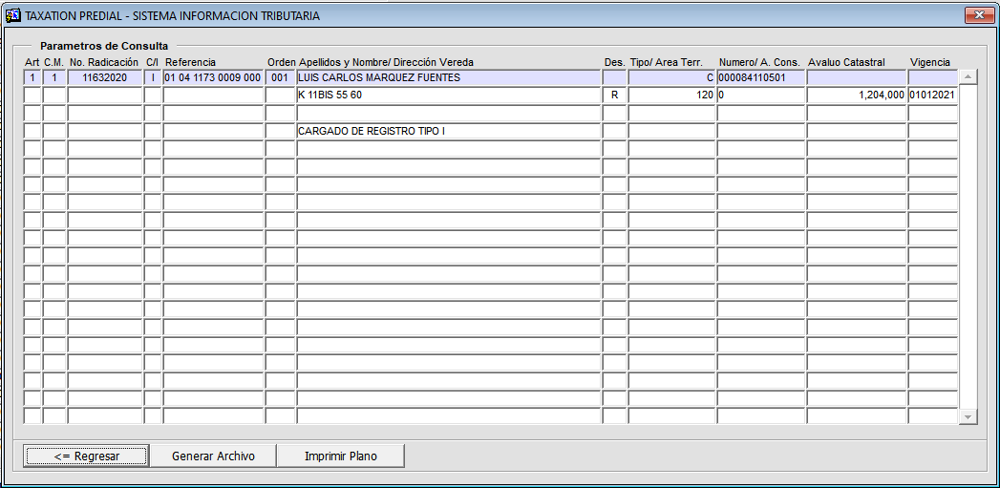 TAXATION PREDIAL - SISTEMA INFORMACION TRIBUTARIA
Parametros de Consulta
Art C.M. No. Radicación C/I Referencia Orden Apellidos y Nombre/ Dirección Vereda Des. Tipo/ Area Terr. Numero/ A. Cons. Avaluo Catastral Vigencia
1 1 11632020 I 01 04 1173 0009 000 001 LUIS CARLOS MARQUEZ FUENTES C 000084110501
K 11BIS 55 60 R 120 0 1,204,000 01012021
CARGADO DE REGISTRO TIPO I
<= Regresar Generar Archivo Imprimir Plano